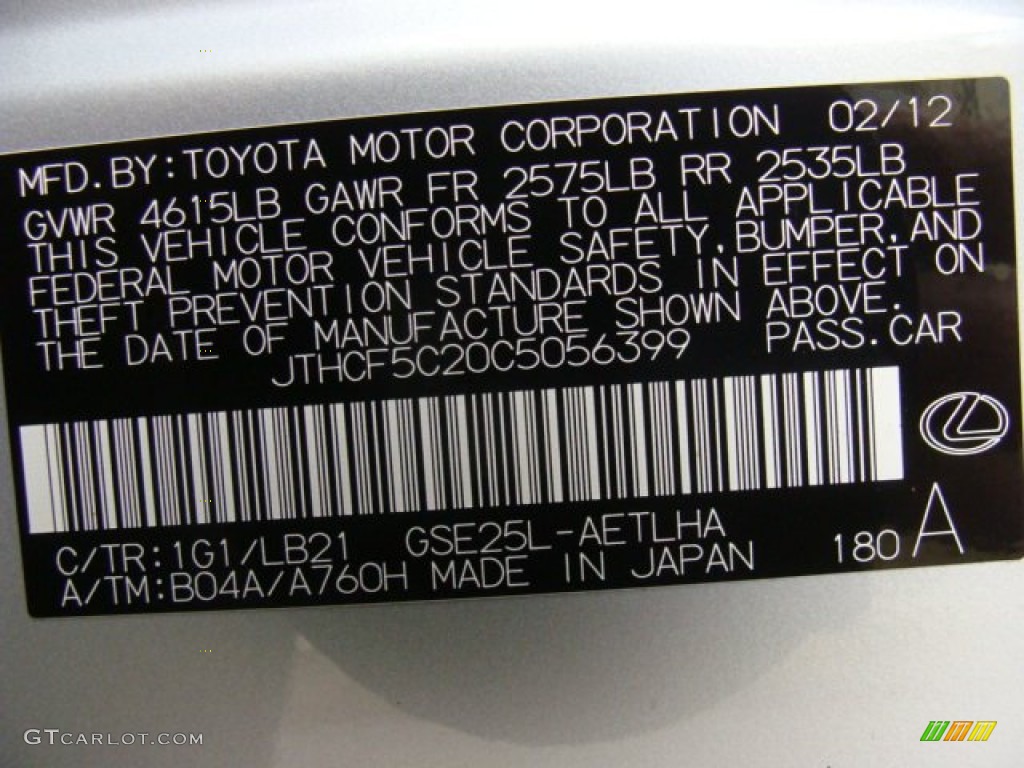 MFD.BY:TOYOTA MOTOR CORPORATION 02/12
GVWR 4615LB GAWR FR 2575LB RR 2535LB
THIS VEHICLE CONFORMS TO ALL APPLICABLE
FEDERAL MOTOR VEHICLE SAFETY,BUMPER,AND
THEFT PREVENTION STANDARDS IN EFFECT ON
THE DATE OF MANUFACTURE SHOWN ABOVE.
JTHCF5C20C5056399 PASS.CAR
C/TR:1G1/LB21 GSE25L-AETLHA
A/TM:B04A/A760H MADE IN JAPAN 180 A
GTCARLOT.COM